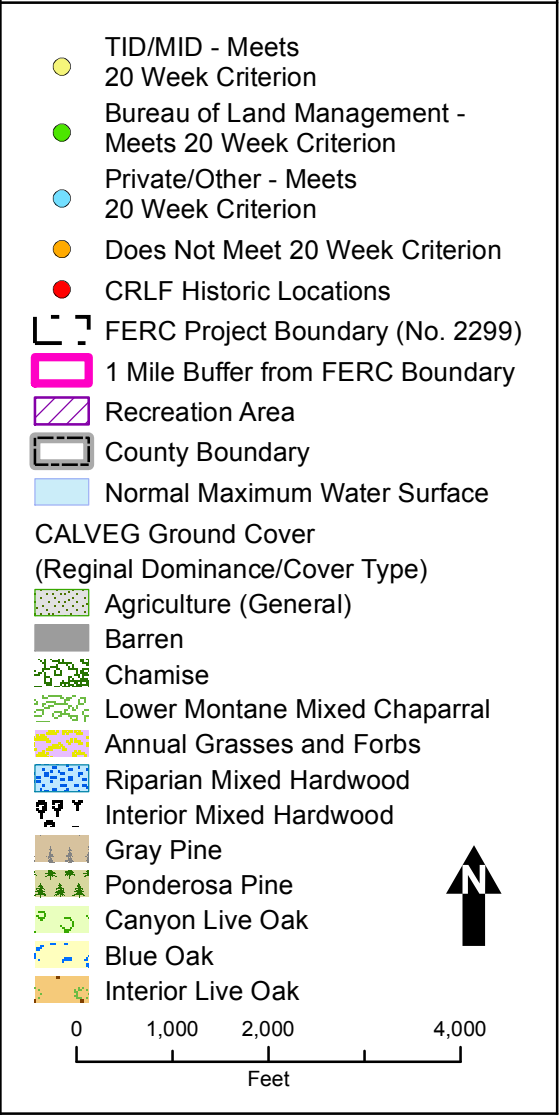 TID/MID - Meets
20 Week Criterion
Bureau of Land Management -
Meets 20 Week Criterion
Private/Other - Meets
20 Week Criterion
Does Not Meet 20 Week Criterion
CRLF Historic Locations
FERC Project Boundary (No. 2299)
1 Mile Buffer from FERC Boundary
Recreation Area
County Boundary
Normal Maximum Water Surface
CALVEG Ground Cover
(Reginal Dominance/Cover Type)
Agriculture (General)
Barren
Chamise
Lower Montane Mixed Chaparral
Annual Grasses and Forbs
Riparian Mixed Hardwood
Interior Mixed Hardwood
Gray Pine
Ponderosa Pine
N
Canyon Live Oak
Blue Oak
Interior Live Oak
0 1,000 2,000 4,000
Feet